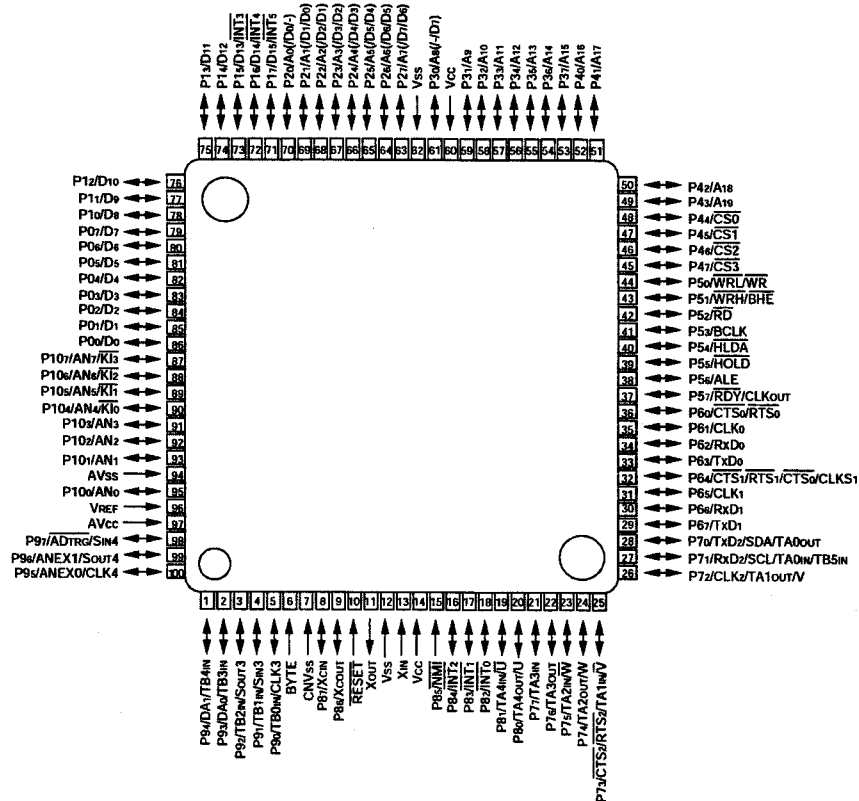 P13/D11
P14/D12
P15/D13/INT3
P16/D14/INT4
P17/D15/INT5
P20/A0(/D0/-)
P21/A1(/D1/D0)
P22/A2(/D2/D1)
P23/A3(/D3/D2)
P24/A4(/D4/D3)
P25/A5(/D5/D4)
P26/A6(/D6/D5)
P27/A7(/D7/D6)
Vss
P30/A8(/-/D7)
Vcc
P31/A9
P32/A10
P33/A11
P34/A12
P35/A13
P36/A14
P37/A15
P40/A16
P41/A17
75 74 73 72 71 70 69 68 67 66 65 64 63 62 61 60 59 58 57 56 55 54 53 52 51
P12/D10 76
P11/D9 77
P10/D8 78
P07/D7 79
P06/D6 80
P05/D5 81
P04/D4 82
P03/D3 83
P02/D2 84
P01/D1 85
P00/D0 86
P107/AN7/KI3 87
P106/AN6/KI2 88
P105/AN5/KI1 89
P104/AN4/KI0 90
P103/AN3 91
P102/AN2 92
P101/AN1 93
AVss 94
P100/AN0 95
VREF 96
AVcc 97
P97/ADTRG/SIN4 98
P96/ANEX1/SOUT4 99
P95/ANEX0/CLK4 100
50 P42/A18
49 P43/A19
48 P44/CS0
47 P45/CS1
46 P46/CS2
45 P47/CS3
44 P50/WRL/WR
43 P51/WRH/BHE
42 P52/RD
41 P53/BCLK
40 P54/HLDA
39 P55/HOLD
38 P56/ALE
37 P57/RDY/CLKOUT
36 P60/CTS0/RTS0
35 P61/CLK0
34 P62/RxD0
33 P63/TxD0
32 P64/CTS1/RTS1/CTS0/CLKS1
31 P65/CLK1
30 P66/RxD1
29 P67/TxD1
28 P70/TxD2/SDA/TA0OUT
27 P71/RxD2/SCL/TA0IN/TB5IN
26 P72/CLK2/TA1OUT/V
1 2 3 4 5 6 7 8 9 10 11 12 13 14 15 16 17 18 19 20 21 22 23 24 25
P94/DA1/TB4IN
P93/DA0/TB3IN
P92/TB2IN/SOUT3
P91/TB1IN/SIN3
P90/TB0IN/CLK3
BYTE
CNVss
P87/XCIN
P86/XCOUT
RESET
XOUT
Vss
XIN
Vcc
P85/NMI
P84/INT2
P83/INT1
P82/INT0
P81/TA4IN/U
P80/TA4OUT/U
P77/TA3IN
P76/TA3OUT
P75/TA2IN/W
P74/TA2OUT/W
P73/CTS2/RTS2/TA1IN/V